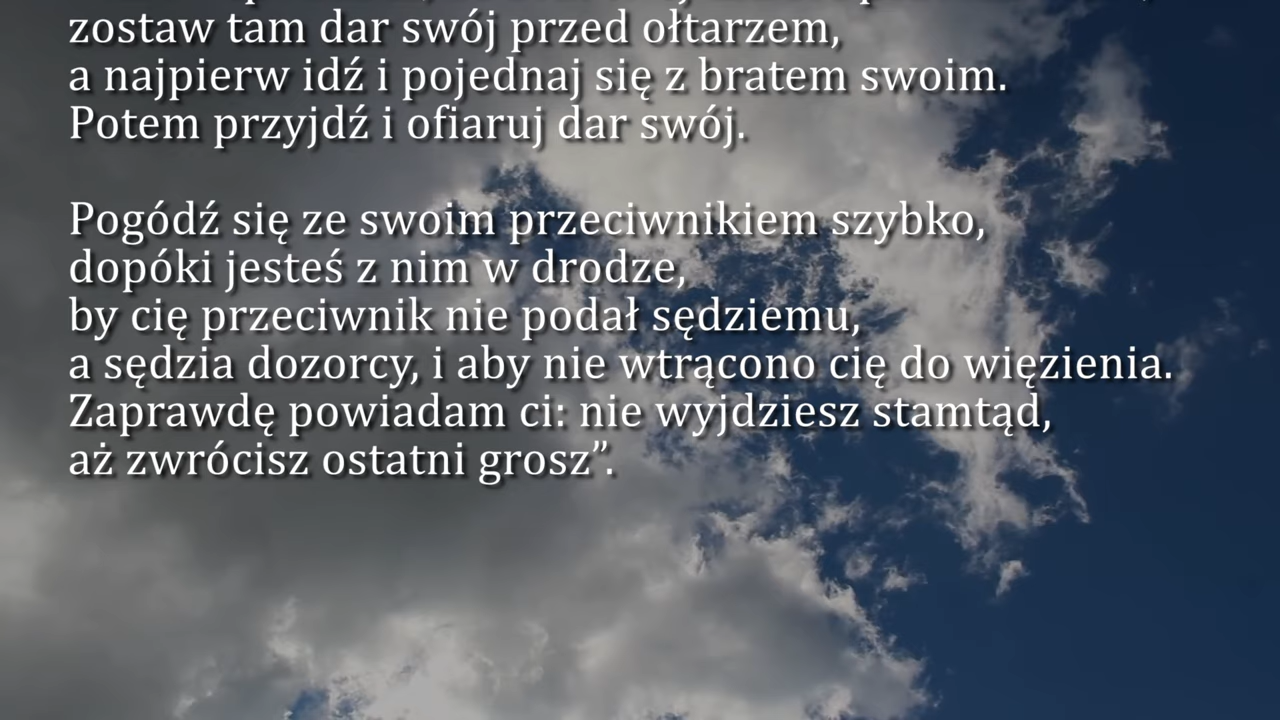 zostaw tam dar swój przed ołtarzem,
a najpierw idź i pojednaj się z bratem swoim.
Potem przyjdź i ofiaruj dar swój.
Pogódź się ze swoim przeciwnikiem szybko,
dopóki jesteś z nim w drodze,
by cię przeciwnik nie podał sędziemu,
a sędzia dozorcy, i aby nie wtrącono cię do więzienia.
Zaprawdę powiadam ci: nie wyjdziesz stamtąd,
aż zwrócisz ostatni grosz”.